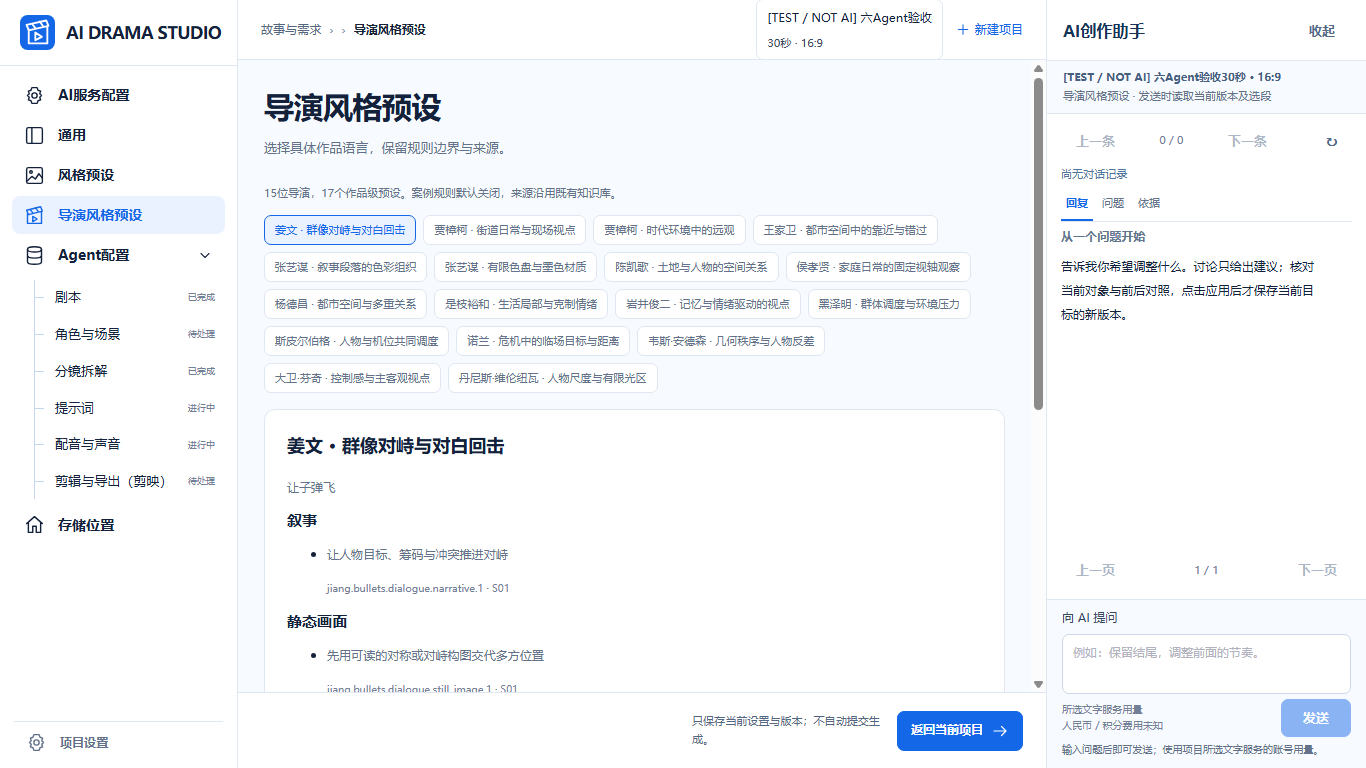 AI DRAMA STUDIO
AI服务配置
通用
风格预设
导演风格预设
Agent配置
剧本 已完成
角色与场景 待处理
分镜拆解 已完成
提示词 进行中
配音与声音 进行中
剪辑与导出（剪映） 待处理
存储位置
项目设置
故事与需求 › › 导演风格预设
[TEST / NOT AI] 六Agent验收
30秒 · 16:9
+ 新建项目
导演风格预设
选择具体作品语言，保留规则边界与来源。
15位导演，17个作品级预设。案例规则默认关闭，来源沿用既有知识库。
姜文 · 群像对峙与对白回击
贾樟柯 · 街道日常与现场视点
贾樟柯 · 时代环境中的远观
王家卫 · 都市空间中的靠近与错过
张艺谋 · 叙事段落的色彩组织
张艺谋 · 有限色盘与墨色材质
陈凯歌 · 土地与人物的空间关系
侯孝贤 · 家庭日常的固定视轴观察
杨德昌 · 都市空间与多重关系
是枝裕和 · 生活局部与克制情绪
岩井俊二 · 记忆与情绪驱动的视点
黑泽明 · 群体调度与环境压力
斯皮尔伯格 · 人物与机位共同调度
诺兰 · 危机中的临场目标与距离
韦斯·安德森 · 几何秩序与人物反差
大卫·芬奇 · 控制感与主客观视点
丹尼斯·维伦纽瓦 · 人物尺度与有限光区
姜文 · 群像对峙与对白回击
让子弹飞
叙事
让人物目标、筹码与冲突推进对峙
jiang.bullets.dialogue.narrative.1 · S01
静态画面
先用可读的对称或对峙构图交代多方位置
jiang.bullets.dialogue.still_image.1 · S01
只保存当前设置与版本；不自动提交生
成。
返回当前项目 →
AI创作助手 收起
[TEST / NOT AI] 六Agent验收30秒 • 16:9
导演风格预设 · 发送时读取当前版本及选段
上一条 0 / 0 下一条 ↻
尚无对话记录
回复 问题 依据
从一个问题开始
告诉我你希望调整什么。讨论只给出建议；核对
当前对象与前后对照，点击应用后才保存当前目
标的新版本。
上一页 1 / 1 下一页
向 AI 提问
例如：保留结尾，调整前面的节奏。
所选文字服务用量
人民币 / 积分费用未知
发送
输入问题后即可发送；使用项目所选文字服务的账号用量。